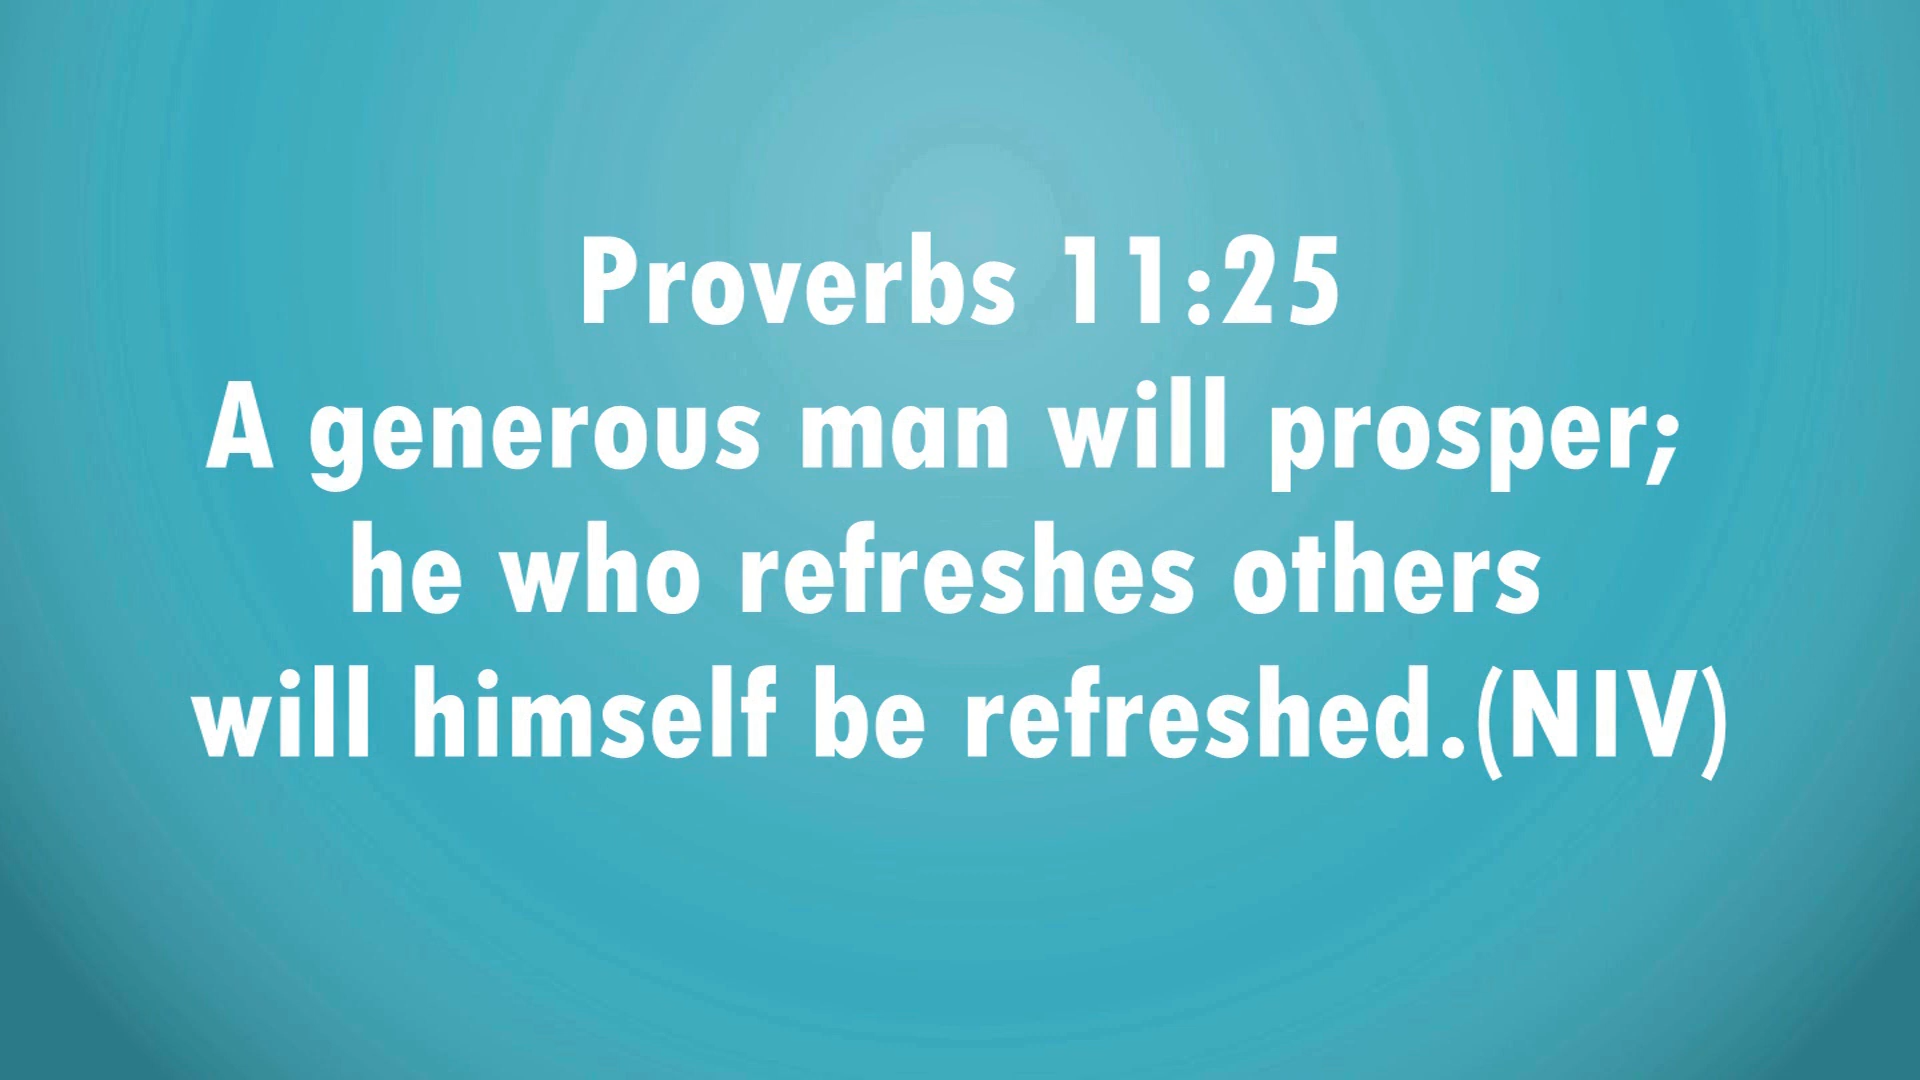 Proverbs 11:25
A generous man will prosper;
he who refreshes others
will himself be refreshed.(NIV)